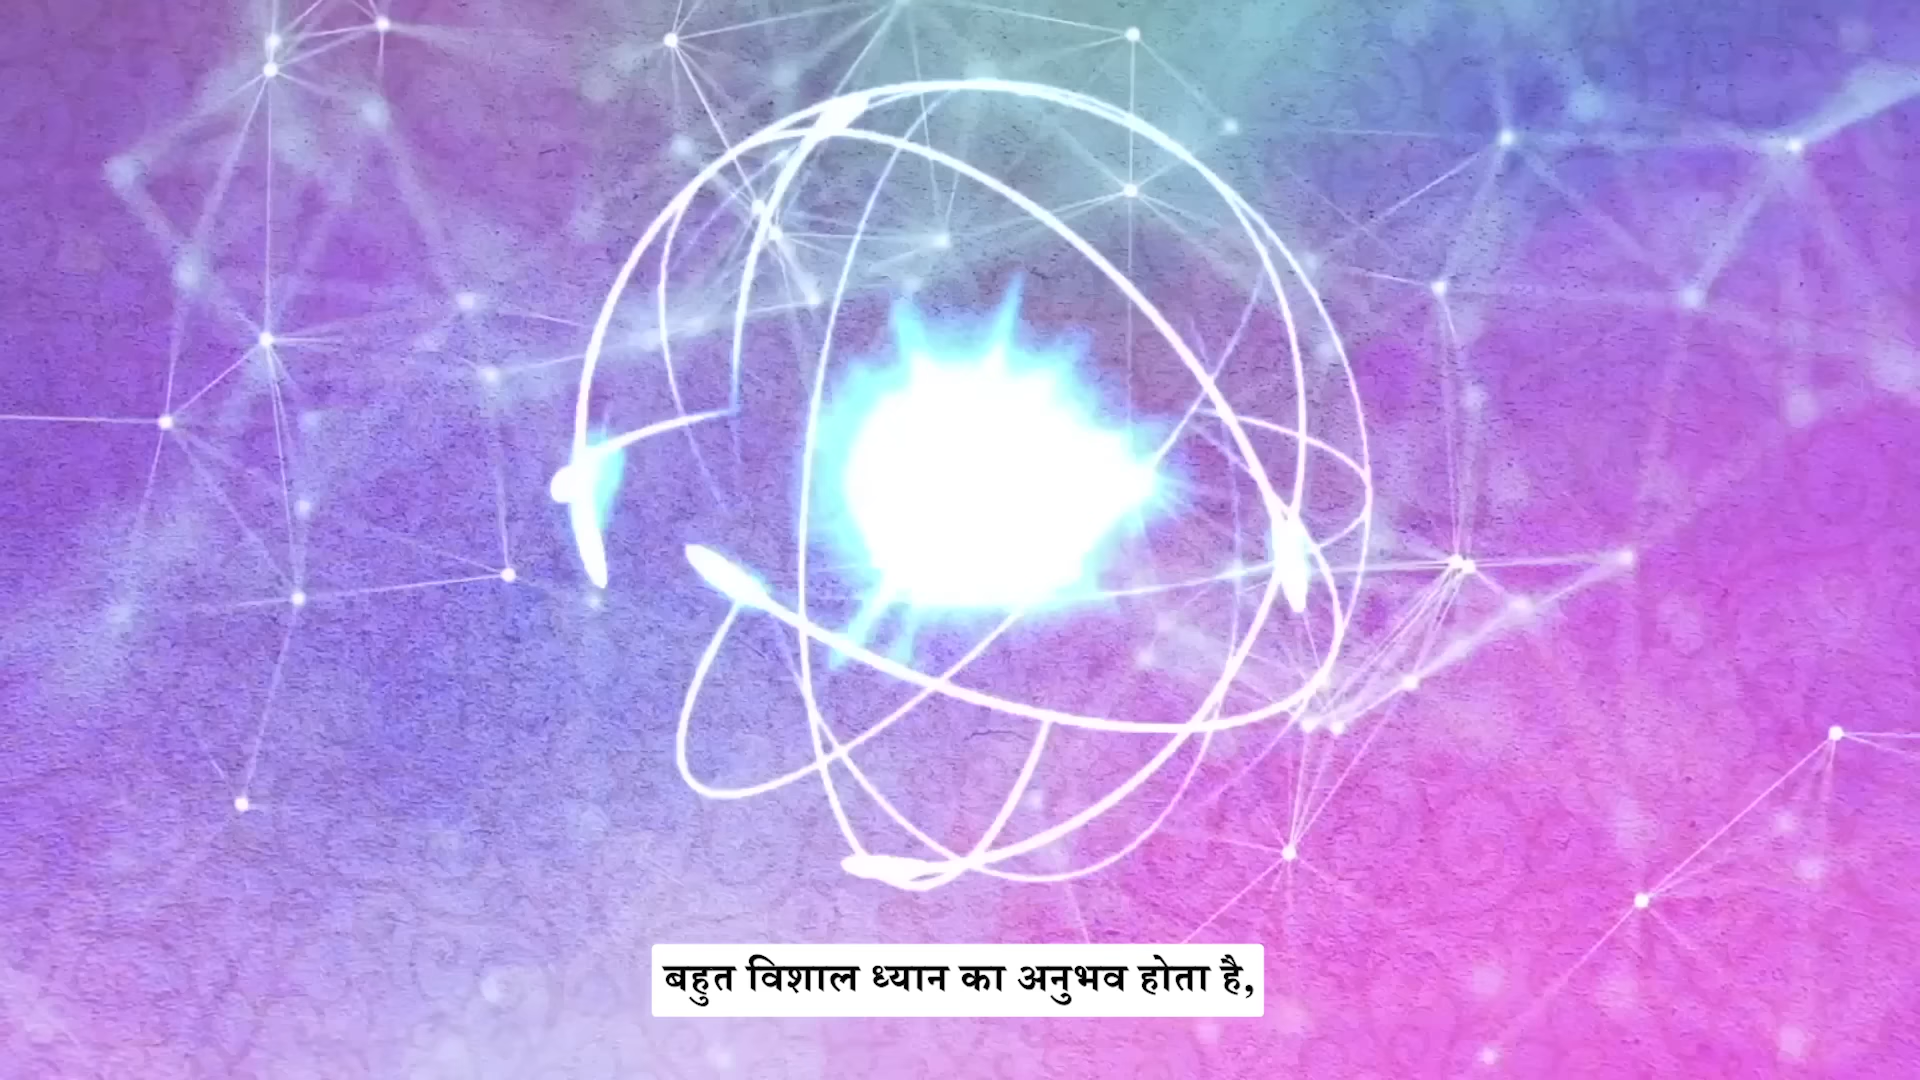 बहुत विशाल ध्यान का अनुभव होता है,